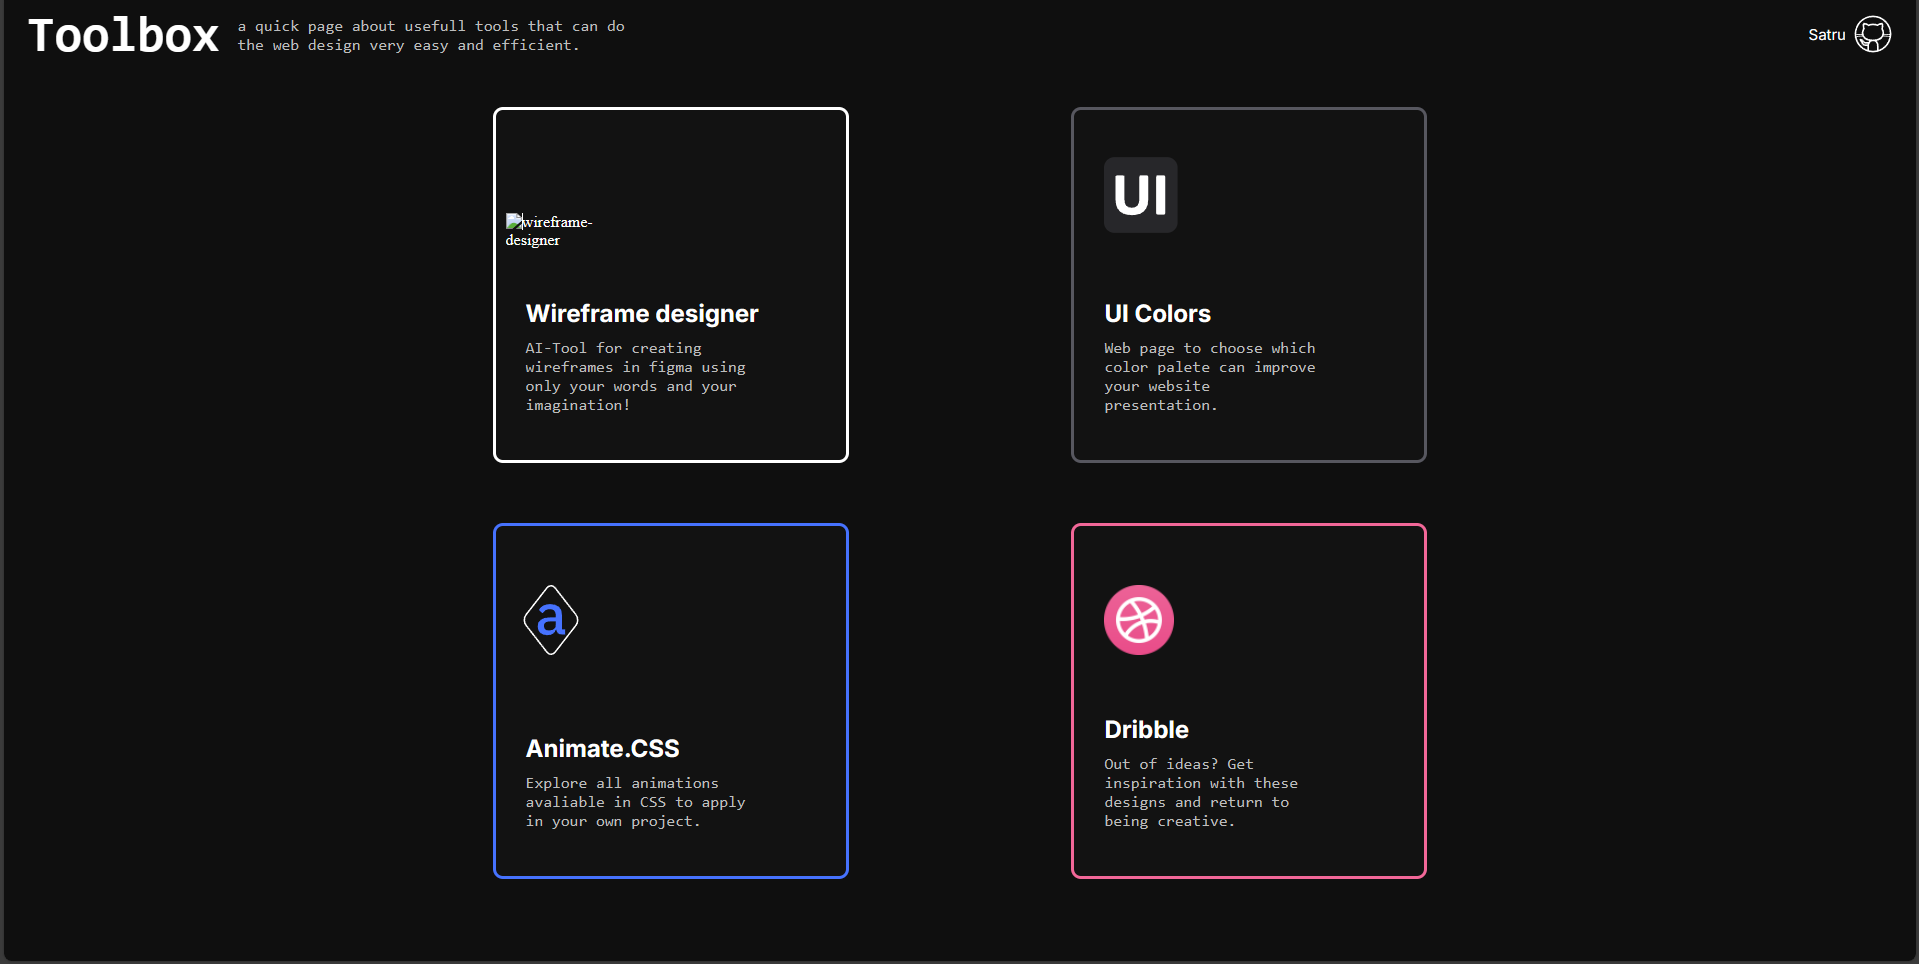 Toolbox
a quick page about usefull tools that can do
the web design very easy and efficient.
Satru
wireframe-
designer
Wireframe designer
AI-Tool for creating
wireframes in figma using
only your words and your
imagination!
UI
UI Colors
Web page to choose which
color palete can improve
your website
presentation.
a
Animate.CSS
Explore all animations
avaliable in CSS to apply
in your own project.
Dribble
Out of ideas? Get
inspiration with these
designs and return to
being creative.